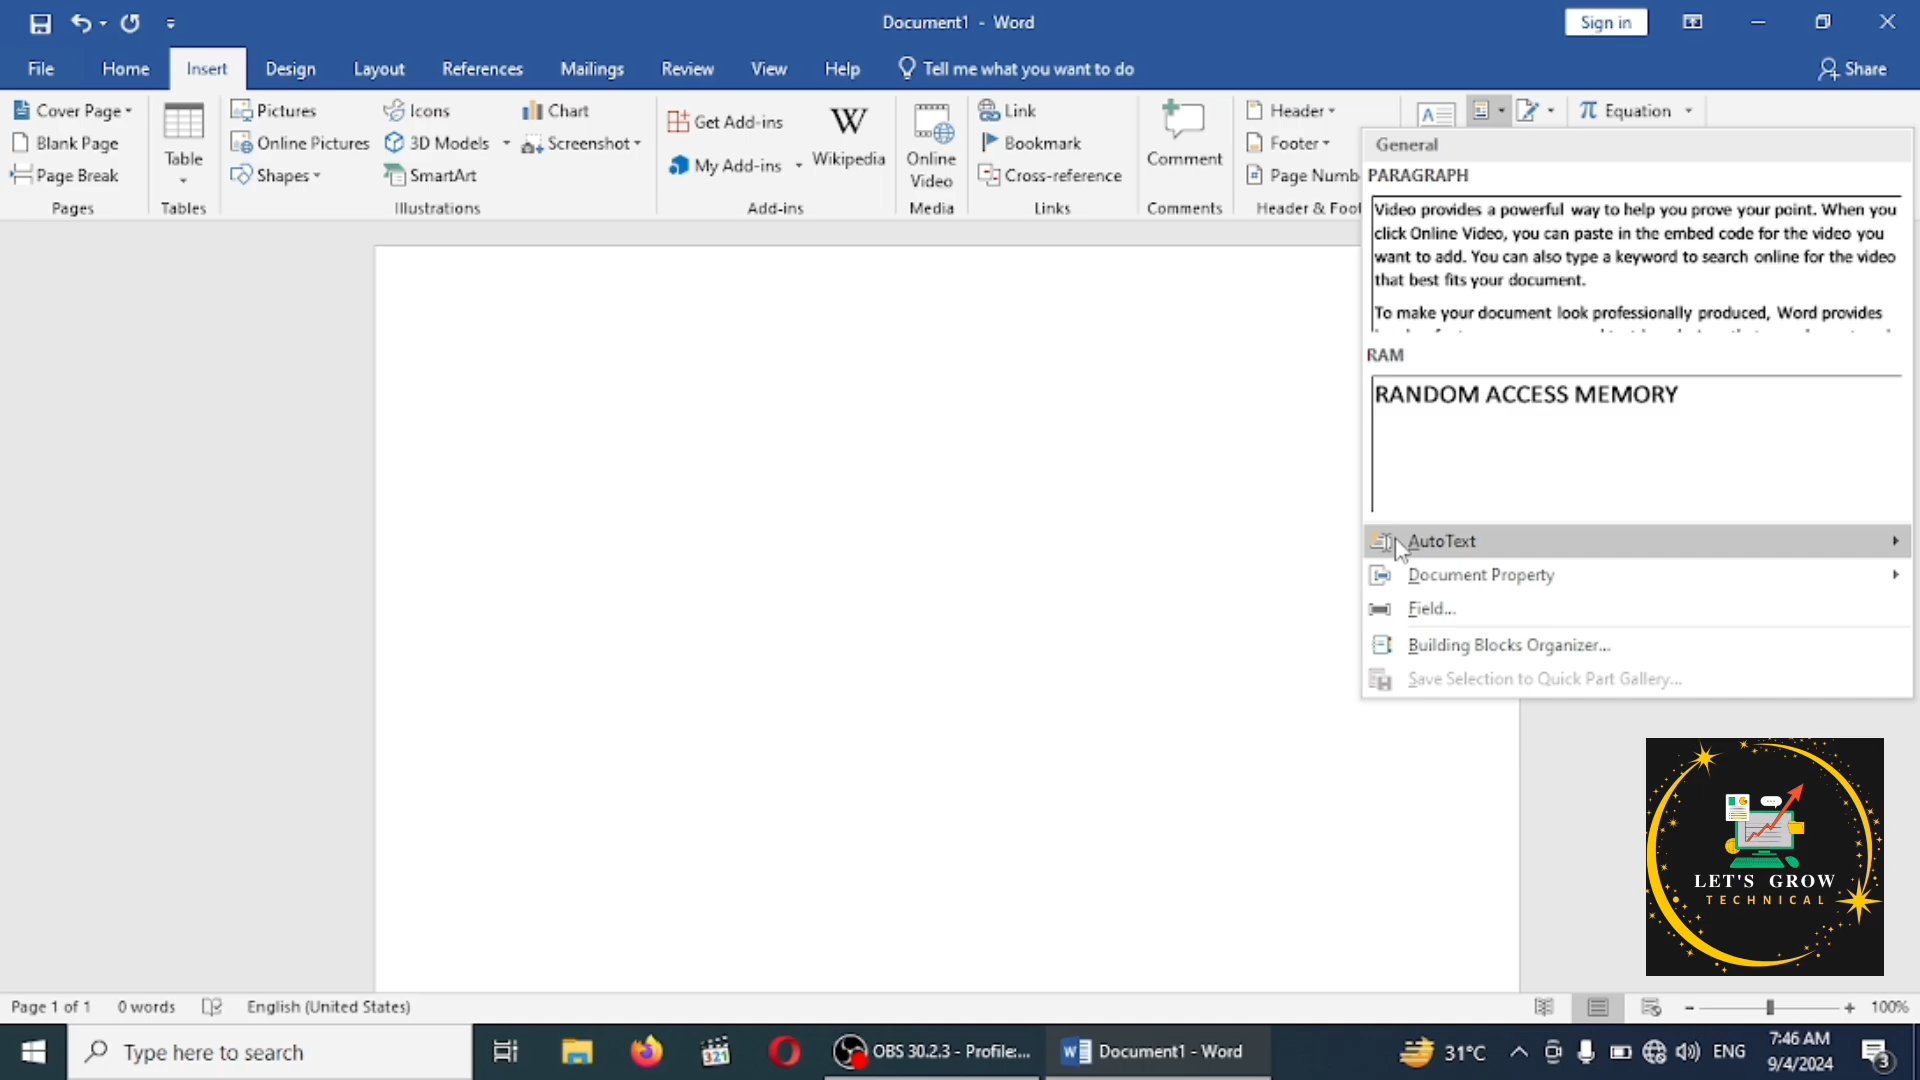 Document1 - Word
Sign in
File Home Insert Design Layout References Mailings Review View Help Tell me what you want to do
Share
Cover Page
Blank Page
Page Break
Pages
Table
Tables
Pictures
Online Pictures
Shapes
Icons
3D Models
SmartArt
Chart
Screenshot
Illustrations
Get Add-ins
My Add-ins
Wikipedia
Add-ins
Online
Video
Media
Link
Bookmark
Cross-reference
Links
Comment
Comments
Header
Footer
Page Numb
Header & Foo
A
π Equation
General
PARAGRAPH
Video provides a powerful way to help you prove your point. When you
click Online Video, you can paste in the embed code for the video you
want to add. You can also type a keyword to search online for the video
that best fits your document.
To make your document look professionally produced, Word provides
RAM
RANDOM ACCESS MEMORY
AutoText
Document Property
Field...
Building Blocks Organizer...
Save Selection to Quick Part Gallery...
LET'S GROW
TECHNICAL
Page 1 of 1 0 words English (United States)
100%
Type here to search
321
OBS 30.2.3 - Profile:...
Document1 - Word
31°C
ENG
7:46 AM
9/4/2024
3